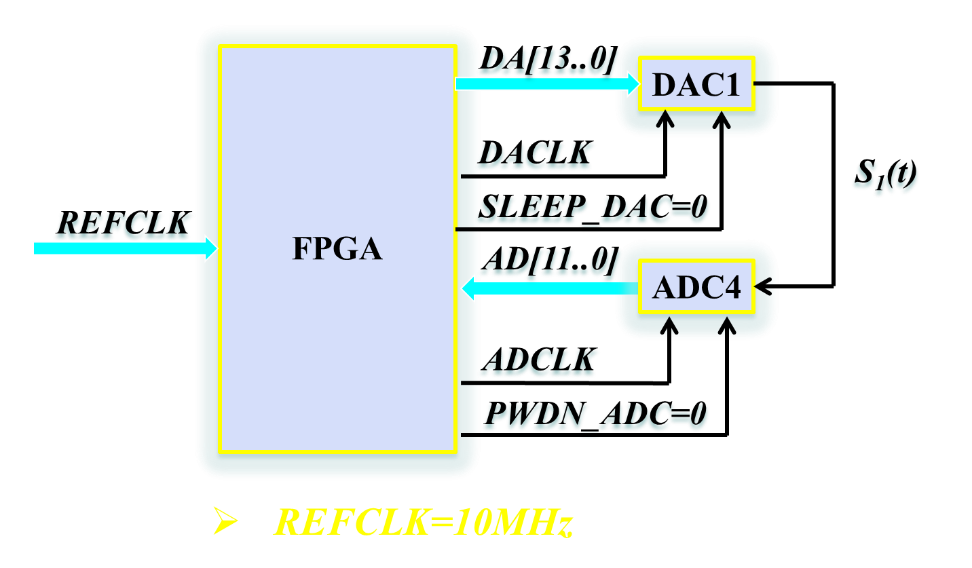 DA[13..0]
DAC1
DACLK
S1(t)
SLEEP_DAC=0
REFCLK
FPGA
AD[11..0]
ADC4
ADCLK
PWDN_ADC=0
➢ REFCLK=10MHz